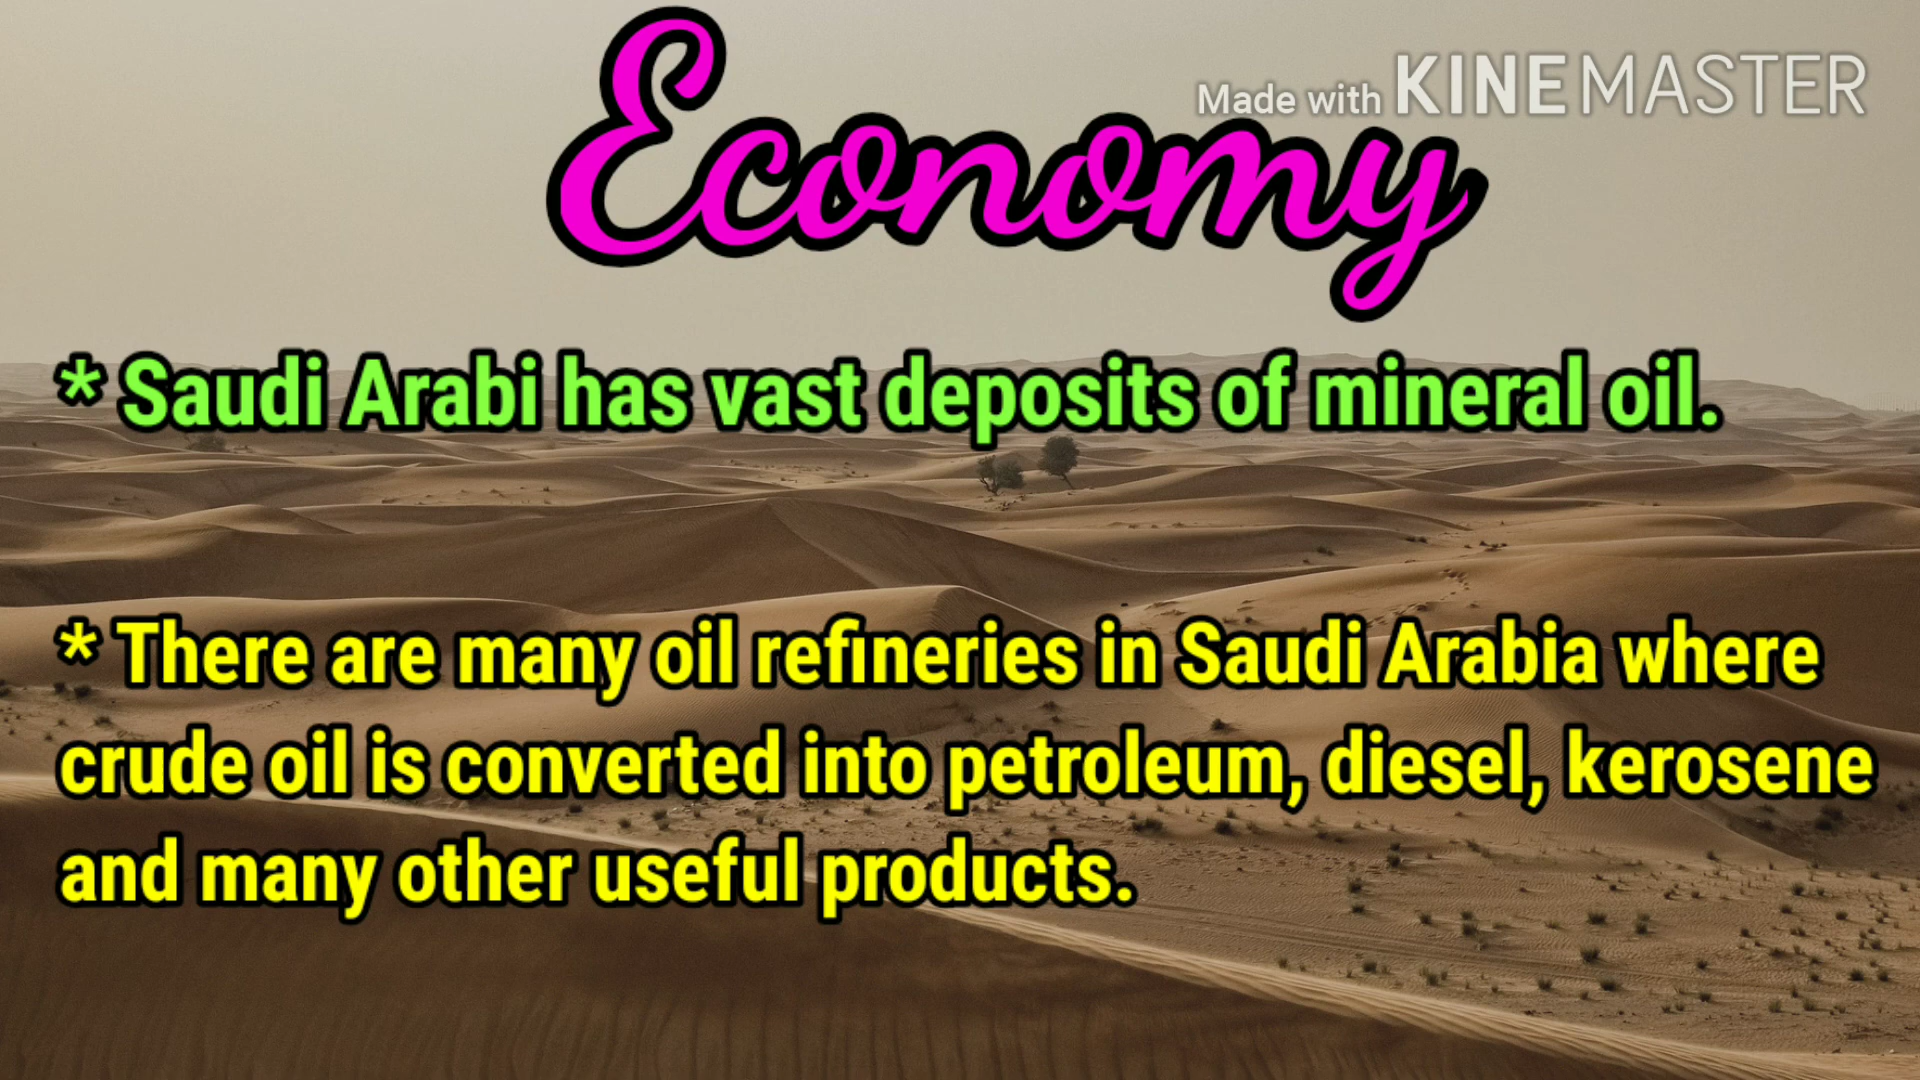 Made with KINEMASTER
Economy
* Saudi Arabi has vast deposits of mineral oil.
* There are many oil refineries in Saudi Arabia where
crude oil is converted into petroleum, diesel, kerosene
and many other useful products.